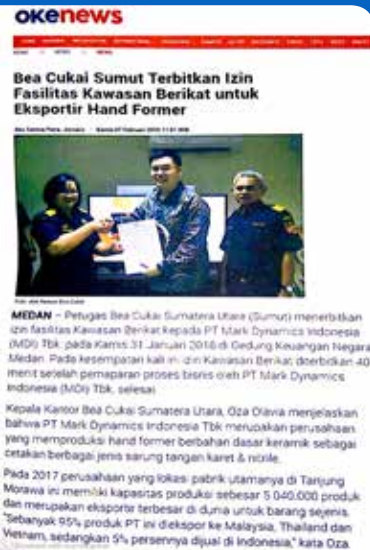 okenews
NEWS
Bea Cukai Sumut Terbitkan Izin
Fasilitas Kawasan Berikat untuk
Eksportir Hand Former
MEDAN – Petugas Bea Cukai Sumatera Utara (Sumut) menerbitkan
izin fasilitas Kawasan Berikat kepada PT Mark Dynamics Indonesia
(MDI) Tbk, pada Kamis 31 Januari 2018 di Gedung Keuangan Negara
Medan. Pada kesempatan kali ini, izin Kawasan Berikat diterbitkan 40
menit setelah pemaparan proses bisnis oleh PT Mark Dynamics
Indonesia (MDI) Tbk, selesai.
Kepala Kantor Bea Cukai Sumatera Utara, Oza Olavia menjelaskan
bahwa PT Mark Dynamics Indonesia Tbk merupakan perusahaan
yang memproduksi hand former berbahan dasar keramik sebagai
cetakan berbagai jenis sarung tangan karet & nicrile.
Pada 2017 perusahaan yang lokasi pabrik utamanya di Tanjung
Morawa ini memiliki kapasitas produksi sebesar 5.040.000 produk
dan merupakan eksportir terbesar di dunia untuk barang sejenis.
"Sebanyak 95% produk PT ini diekspor ke Malaysia, Thailand dan
Vietnam, sedangkan 5% persennya dijual di Indonesia," kata Oza.